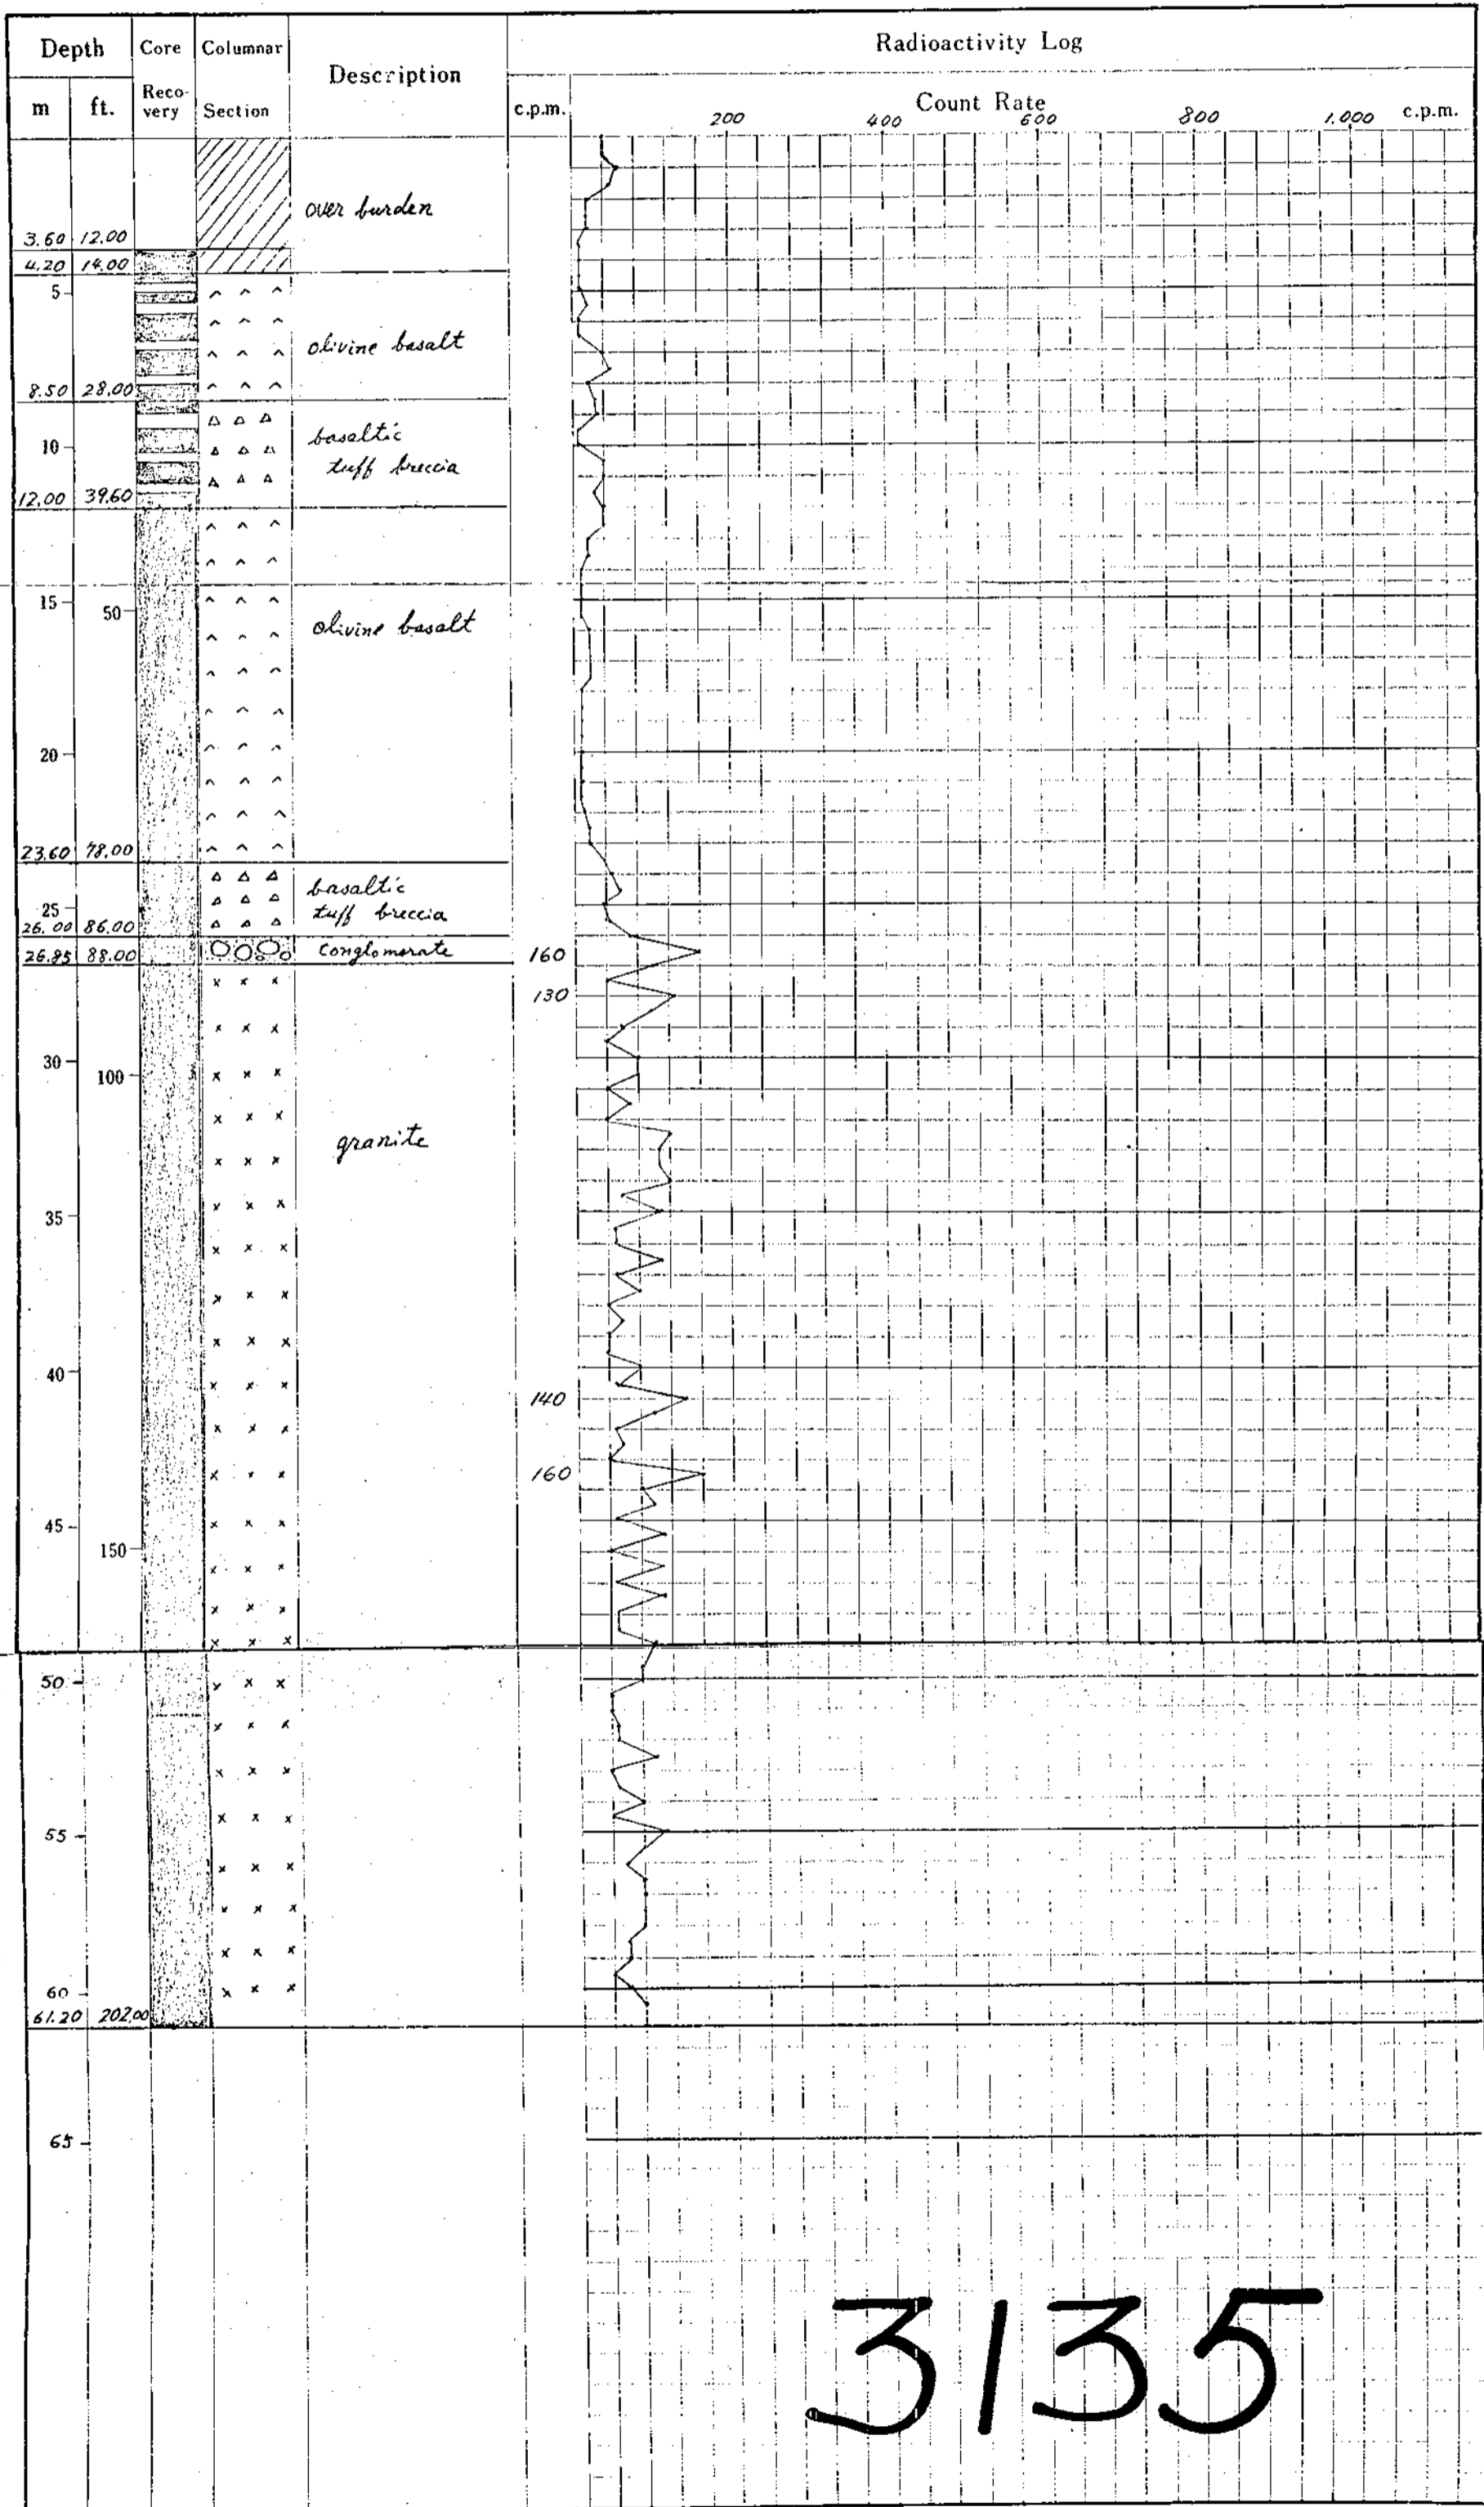 Depth
Core
Recovery
Columnar
Section
Description
Radioactivity Log
m
ft.
c.p.m.
Count Rate
200
400
600
800
1,000
c.p.m.
over burden
3.60 12.00
4.20 14.00
5
olivine basalt
8.50 28.00
basaltic
tuff breccia
10
12.00 39.60
15
50
olivine basalt
20
23.60 78.00
basaltic
tuff breccia
25
26.00 86.00
26.85 88.00
conglomerate
160
130
30
100
granite
35
40
140
160
45
150
50
55
60
61.20 202.00
65
3135